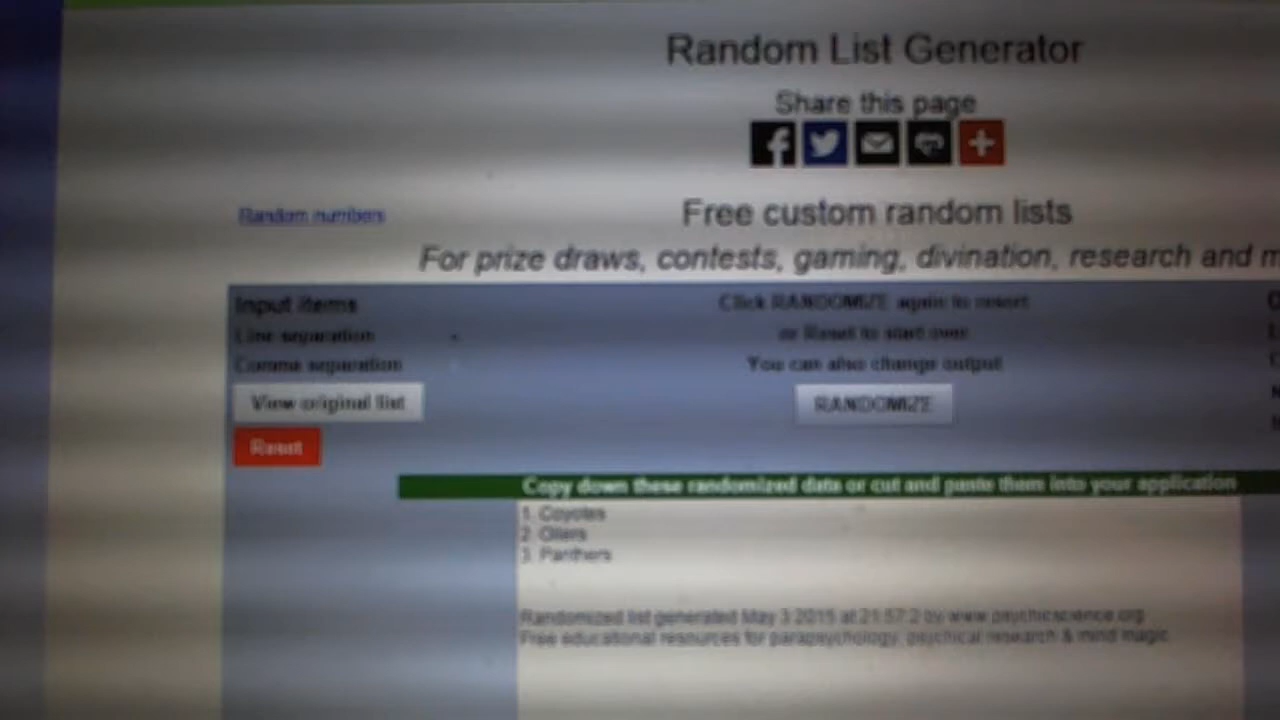 Random List Generator
Share this page
Random numbers
Free custom random lists
For prize draws, contests, gaming, divination, research and m
Input items
Click RANDOMIZE again to resort
Line separation
or Reset to start over
Comma separation
You can also change output
View original list
RANDOMIZE
Reset
Copy down these randomized data or cut and paste them into your application
1. Coyotes
2. Oilers
3. Panthers
Randomized list generated May 3 2015 at 21:57:2 by www.psychicscience.org
Free educational resources for parapsychology, psychical research & mind magic